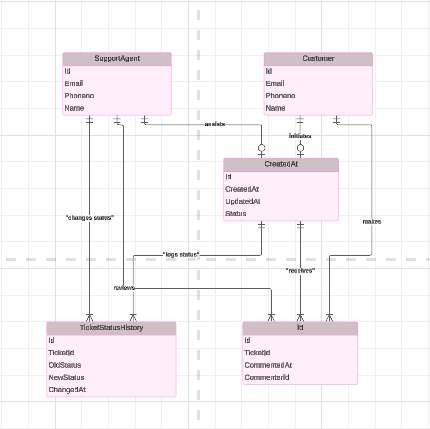 SupportAgent
Id
Email
Phoneno
Name
Customer
Id
Email
Phoneno
Name
assists
initiates
CreatedAt
Id
CreatedAt
UpdatedAt
Status
"changes status"
makes
"logs status"
"receives"
reviews
TicketStatusHistory
Id
TicketId
OldStatus
NewStatus
ChangedAt
Id
Id
TicketId
CommentedAt
CommenterId